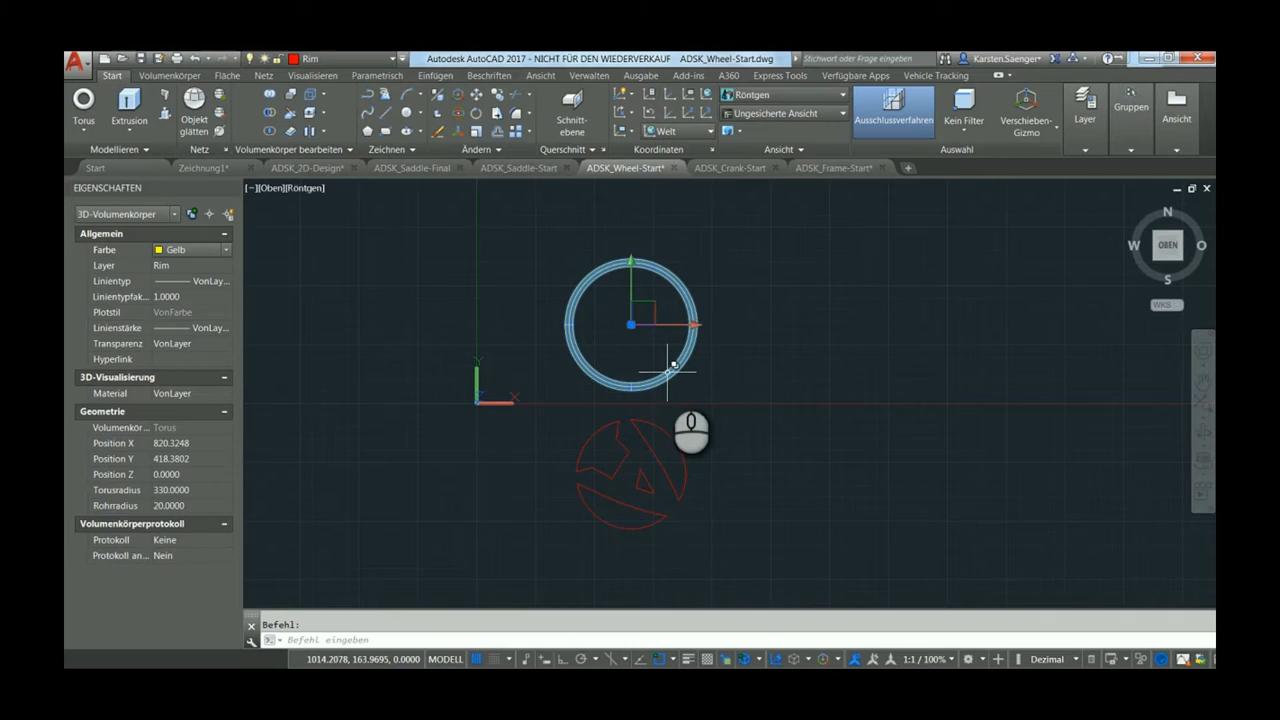 Rim
Autodesk AutoCAD 2017 - NICHT FÜR DEN WIEDERVERKAUF ADSK_Wheel-Start.dwg
Stichwort oder Frage eingeben
Karsten.Saenger...
Start Volumenkörper Fläche Netz Visualisieren Parametrisch Einfügen Beschriften Ansicht Verwalten Ausgabe Add-ins A360 Express Tools Verfügbare Apps Vehicle Tracking
Torus Extrusion Objekt glätten Schnitt-ebene Röntgen Ungesicherte Ansicht Welt Ausschlussverfahren Kein Filter Verschieben-Gizmo Layer Gruppen Ansicht
Modellieren Netz Volumenkörper bearbeiten Zeichnen Ändern Querschnitt Koordinaten Ansicht Auswahl
Start Zeichnung1* ADSK_2D-Design* ADSK_Saddle-Final ADSK_Saddle-Start ADSK_Wheel-Start* ADSK_Crank-Start ADSK_Frame-Start*
EIGENSCHAFTEN
[−][Oben][Röntgen]
3D-Volumenkörper
Allgemein
Farbe Gelb
Layer Rim
Linientyp VonLay...
Linientypfak... 1.0000
Plotstil VonFarbe
Linienstärke VonLay...
Transparenz VonLayer
Hyperlink
3D-Visualisierung
Material VonLayer
Geometrie
Volumenkör... Torus
Position X 820.3248
Position Y 418.3802
Position Z 0.0000
Torusradius 330.0000
Rohrradius 20.0000
Volumenkörperprotokoll
Protokoll Keine
Protokoll an... Nein
N
W OBEN O
S
WKS
Y
X
Befehl:
Befehl eingeben
1014.2078, 163.9695, 0.0000 MODELL 1:1 / 100% Dezimal